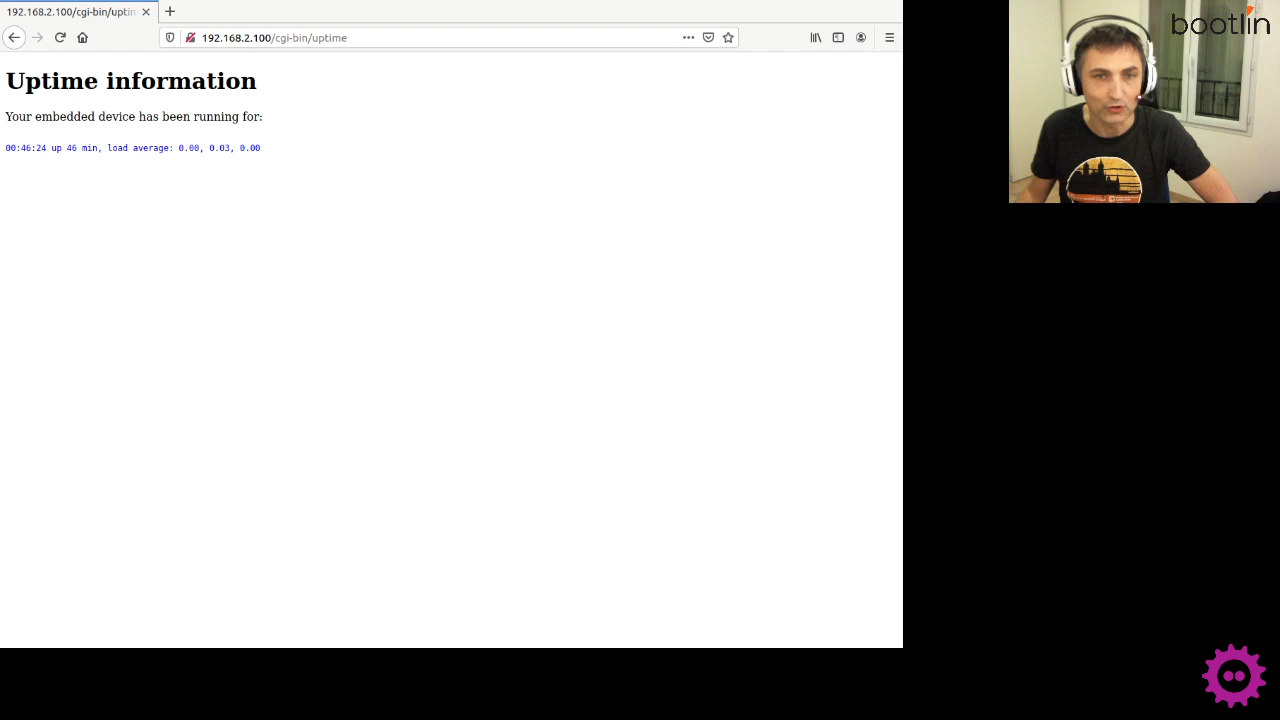 192.168.2.100/cgi-bin/uptim
192.168.2.100/cgi-bin/uptime
Uptime information
Your embedded device has been running for:
00:46:24 up 46 min, load average: 0.00, 0.03, 0.00
bootlin